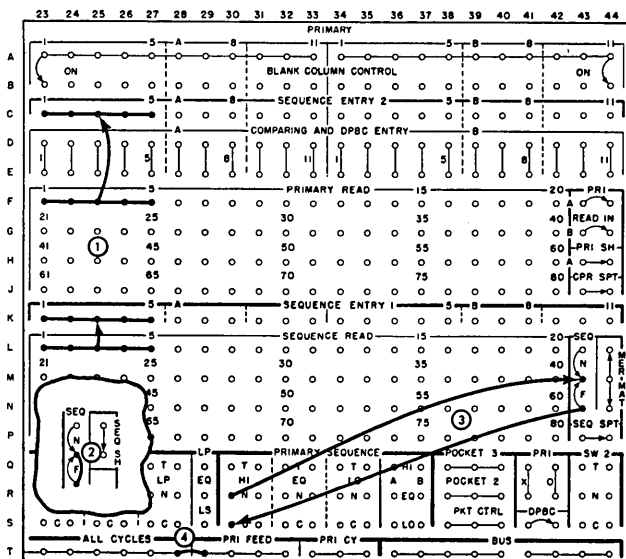 23 24 25 26 27 28 29 30 31 32 33 34 35 36 37 38 39 40 41 42 43 44
PRIMARY
1 5 A 8 11 1 5 8 8 11
A
ON BLANK COLUMN CONTROL ON
B
1 5 A 8 SEQUENCE ENTRY 2 5 8 8 11
C
A COMPARING AND DPBC ENTRY B
D
1 5 8 11 1 5 8 11
E
1 5 PRIMARY READ 15 20 PRI
F A
21 25 30 35 40 READ IN
G B
41 45 50 55 60 PRI SH
H 1 A
61 65 70 75 80 CPR SPT
J
1 5 A SEQUENCE ENTRY 1 8 5 8 8 11
K
1 5 SEQUENCE READ 15 20 SEQ
L
21 30 35 40 N MER-MAT
M
45 50 55 60 F
N 3
65 70 75 80 SEQ SPT
P
SEQ N 2 F SEQ SH
LP PRIMARY SEQUENCE POCKET 3 PRI SW 2
Q T T T T HI T
LP EQ HI EQ LO A B POCKET 2 X O
R N N N N EQ N
LS PKT CTRL DPBC
S C C C C C C C C LO C C
ALL CYCLES 4 PRI FEED PRI CY BUS
T